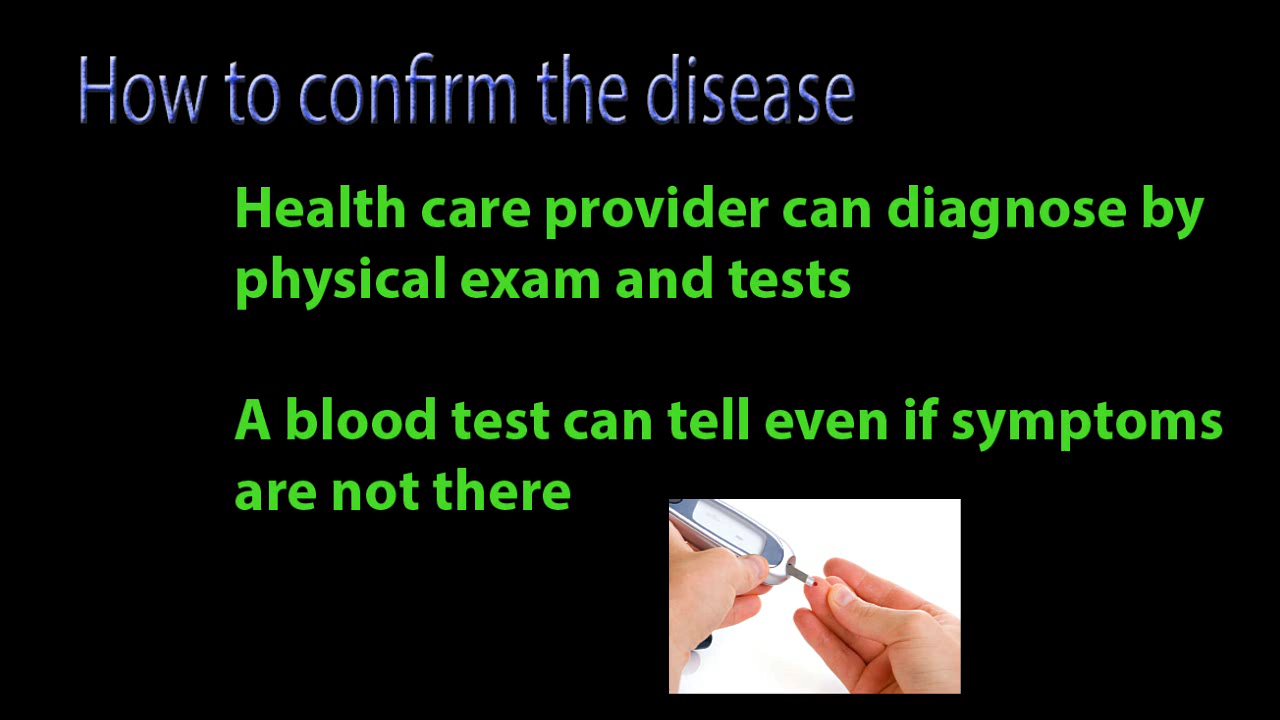 How to confirm the disease
Health care provider can diagnose by
physical exam and tests
A blood test can tell even if symptoms
are not there